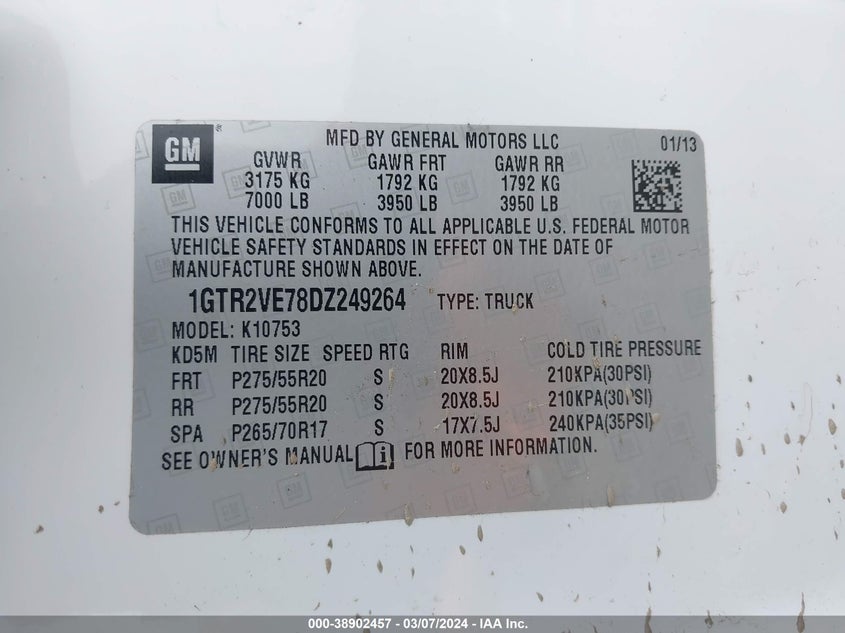 GM
MFD BY GENERAL MOTORS LLC 01/13
GVWR GAWR FRT GAWR RR
3175 KG 1792 KG 1792 KG
7000 LB 3950 LB 3950 LB
THIS VEHICLE CONFORMS TO ALL APPLICABLE U.S. FEDERAL MOTOR
VEHICLE SAFETY STANDARDS IN EFFECT ON THE DATE OF
MANUFACTURE SHOWN ABOVE.
1GTR2VE78DZ249264 TYPE: TRUCK
MODEL: K10753
KD5M TIRE SIZE SPEED RTG RIM COLD TIRE PRESSURE
FRT P275/55R20 S 20X8.5J 210KPA(30PSI)
RR P275/55R20 S 20X8.5J 210KPA(30PSI)
SPA P265/70R17 S 17X7.5J 240KPA(35PSI)
SEE OWNER'S MANUAL FOR MORE INFORMATION.
000-38902457 - 03/07/2024 - IAA Inc.